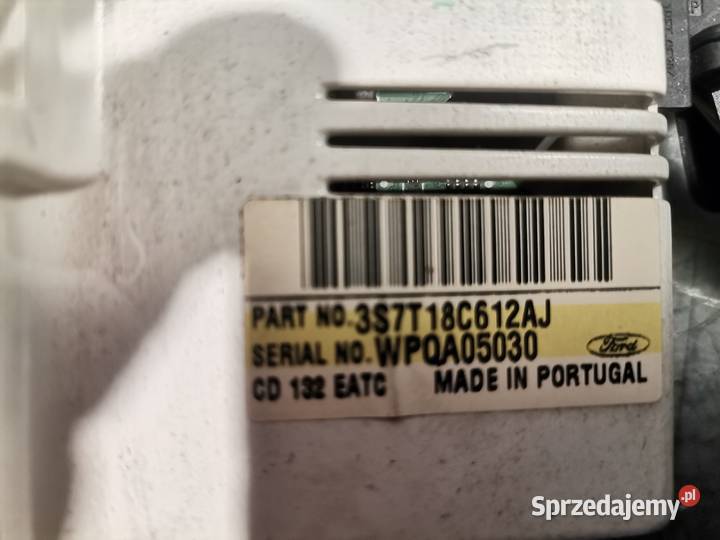 PART NO. 3S7T18C612AJ
SERIAL NO. WPQA05030
Ford
CD 132 EATC MADE IN PORTUGAL
Sprzedajemy.pl